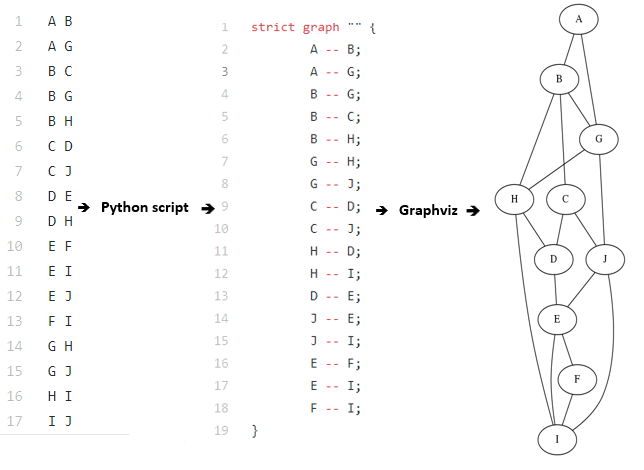 1 A B
2 A G
3 B C
4 B G
5 B H
6 C D
7 C J
8 D E
9 D H
10 E F
11 E I
12 E J
13 F I
14 G H
15 G J
16 H I
17 I J
➔ Python script ➔
1 strict graph "" {
2 A -- B;
3 A -- G;
4 B -- G;
5 B -- C;
6 B -- H;
7 G -- H;
8 G -- J;
9 C -- D;
10 C -- J;
11 H -- D;
12 H -- I;
13 D -- E;
14 J -- E;
15 J -- I;
16 E -- F;
17 E -- I;
18 F -- I;
19 }
➔ Graphviz ➔
A
B
G
H C
D J
E
F
I